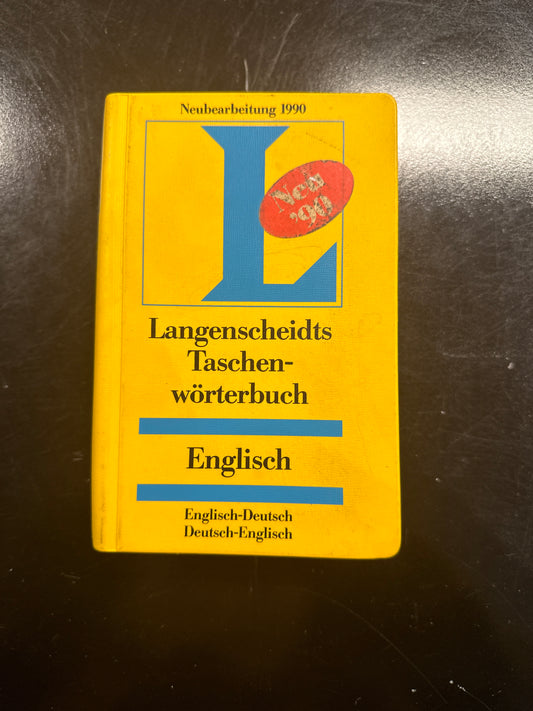 Neubearbeitung 1990
L
Neu
'90
Langenscheidts
Taschen-
wörterbuch
Englisch
Englisch-Deutsch
Deutsch-Englisch